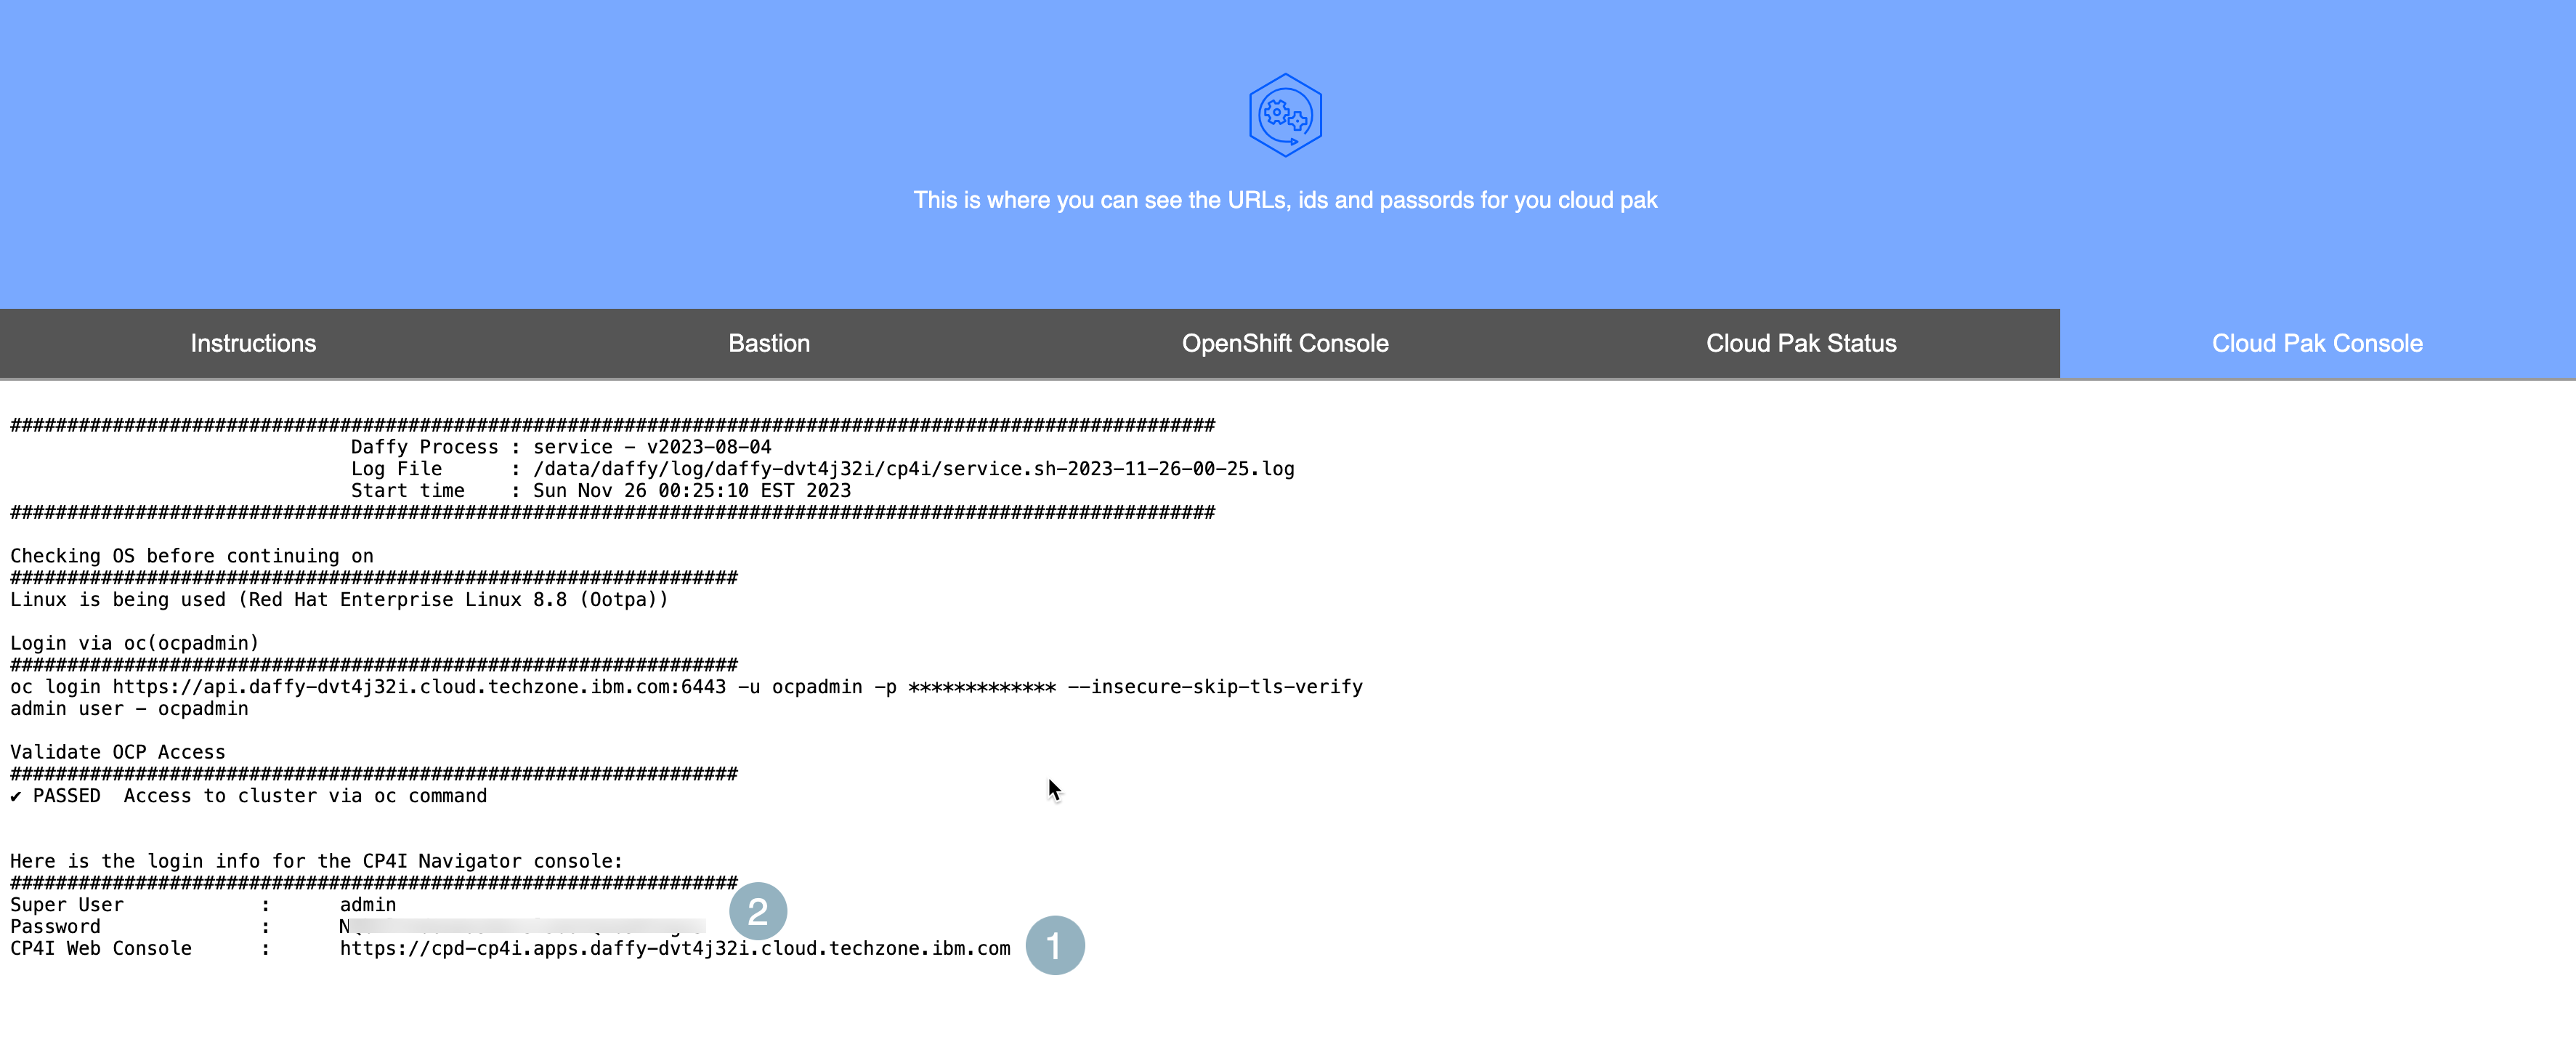 This is where you can see the URLs, ids and passords for you cloud pak
Instructions
Bastion
OpenShift Console
Cloud Pak Status
Cloud Pak Console
##########################################################################################################
Daffy Process : service – v2023-08-04
Log File : /data/daffy/log/daffy-dvt4j32i/cp4i/service.sh-2023-11-26-00-25.log
Start time : Sun Nov 26 00:25:10 EST 2023
##########################################################################################################
Checking OS before continuing on
################################################################
Linux is being used (Red Hat Enterprise Linux 8.8 (Ootpa))
Login via oc(ocpadmin)
################################################################
oc login https://api.daffy-dvt4j32i.cloud.techzone.ibm.com:6443 -u ocpadmin -p ************* --insecure-skip-tls-verify
admin user – ocpadmin
Validate OCP Access
################################################################
✔ PASSED Access to cluster via oc command
Here is the login info for the CP4I Navigator console:
################################################################
Super User : admin
2
Password :
CP4I Web Console : https://cpd-cp4i.apps.daffy-dvt4j32i.cloud.techzone.ibm.com
1